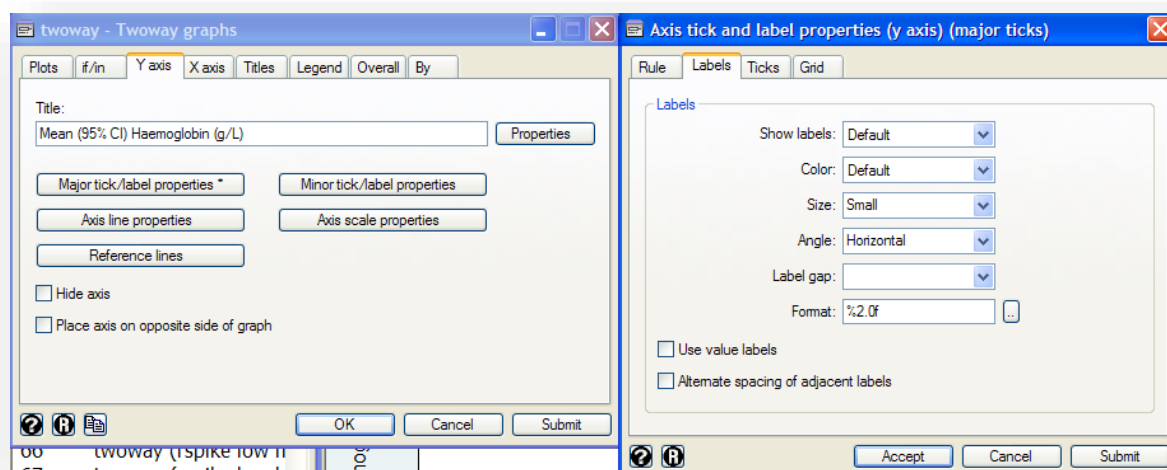 twoway - Twoway graphs
Plots if/in Y axis X axis Titles Legend Overall By
Title:
Mean (95% CI) Haemoglobin (g/L)
Properties
Major tick/label properties *
Minor tick/label properties
Axis line properties
Axis scale properties
Reference lines
Hide axis
Place axis on opposite side of graph
OK Cancel Submit
66 twoway (rspike low
Axis tick and label properties (y axis) (major ticks)
Rule Labels Ticks Grid
Labels
Show labels: Default
Color: Default
Size: Small
Angle: Horizontal
Label gap:
Format: %2.0f
..
Use value labels
Alternate spacing of adjacent labels
Accept Cancel Submit